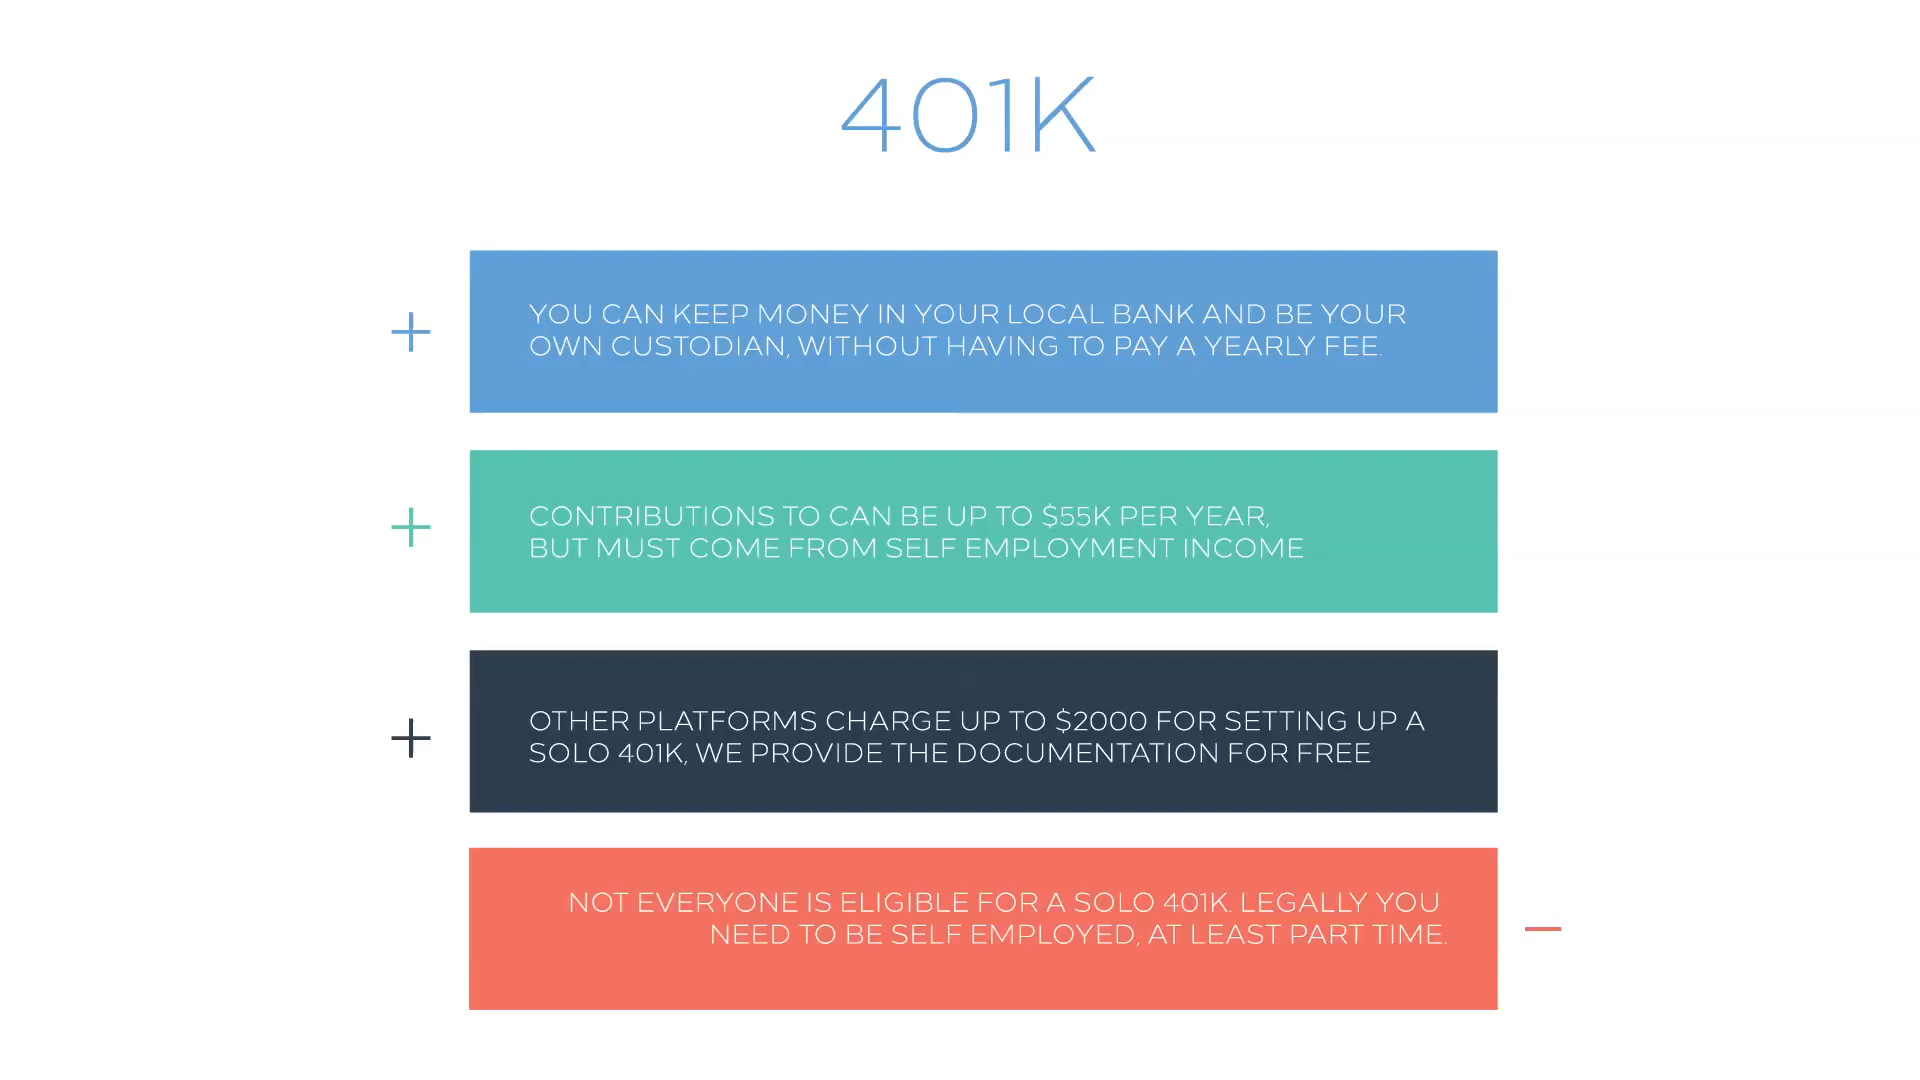 401K
YOU CAN KEEP MONEY IN YOUR LOCAL BANK AND BE YOUR
OWN CUSTODIAN, WITHOUT HAVING TO PAY A YEARLY FEE.
CONTRIBUTIONS TO CAN BE UP TO $55K PER YEAR,
BUT MUST COME FROM SELF EMPLOYMENT INCOME
OTHER PLATFORMS CHARGE UP TO $2000 FOR SETTING UP A
SOLO 401K, WE PROVIDE THE DOCUMENTATION FOR FREE
NOT EVERYONE IS ELIGIBLE FOR A SOLO 401K. LEGALLY YOU
NEED TO BE SELF EMPLOYED, AT LEAST PART TIME.